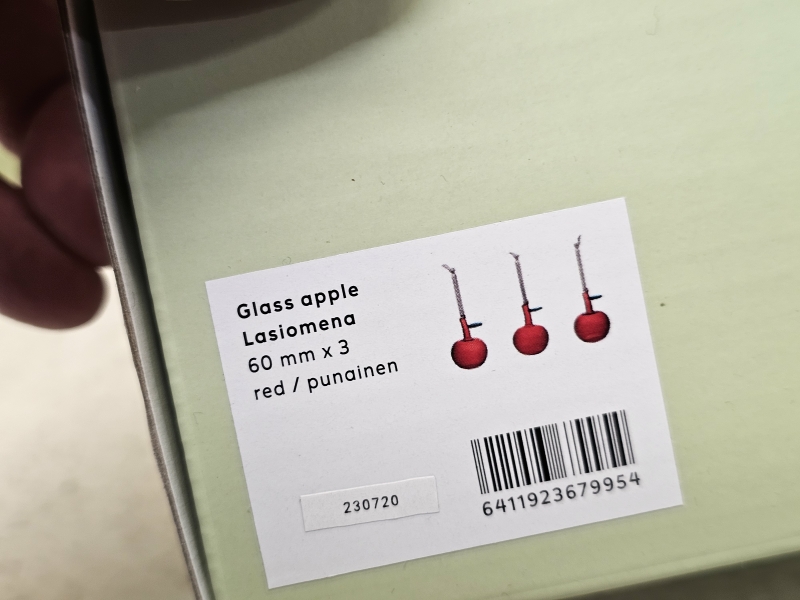 Glass apple
Lasiomena
60 mm x 3
red / punainen
230720
6411923679954